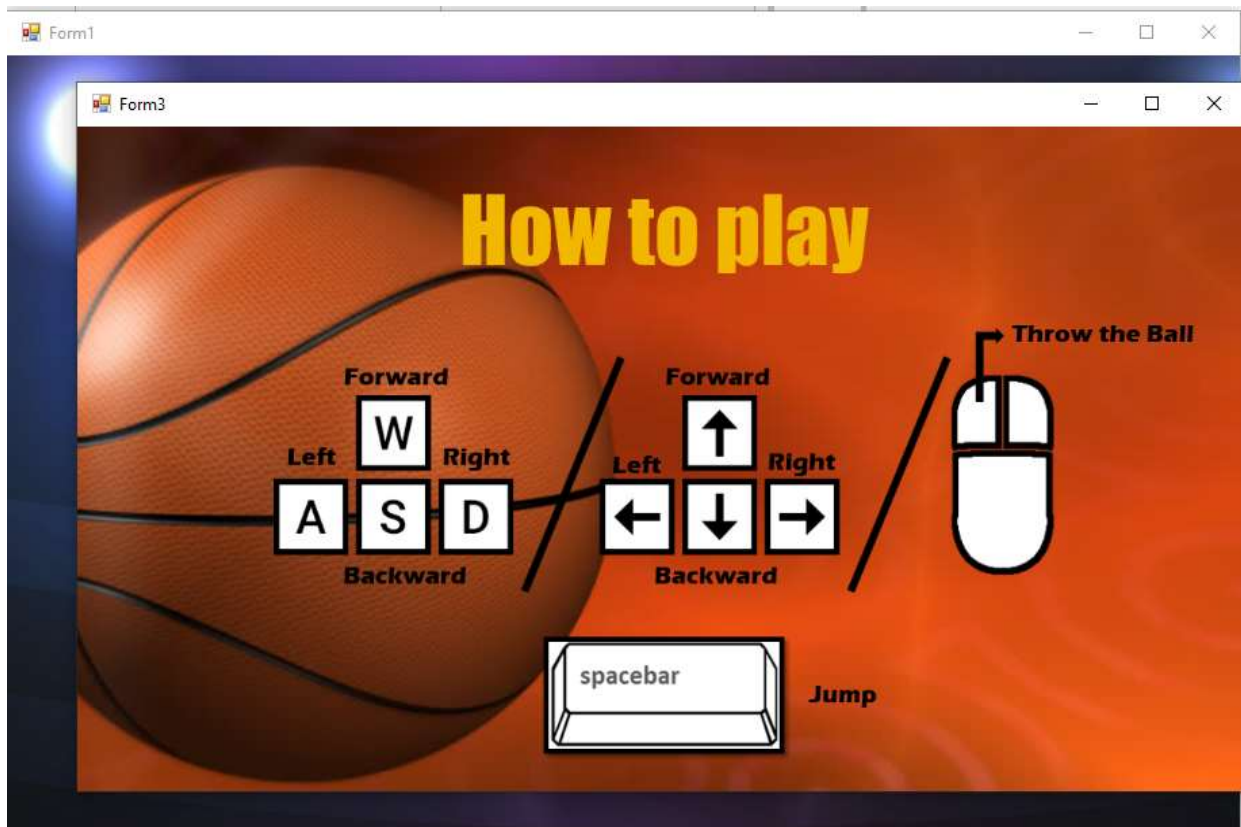 Form1
Form3
How to play
Throw the Ball
Forward
Forward
W
Left
Right
Left
Right
A S D
Backward
Backward
spacebar
Jump